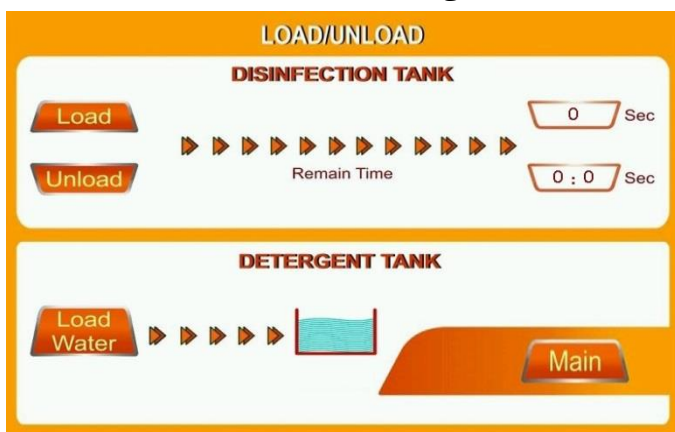 LOAD/UNLOAD
DISINFECTION TANK
Load
0 Sec
Remain Time
Unload
0 : 0 Sec
DETERGENT TANK
Load
Water
Main